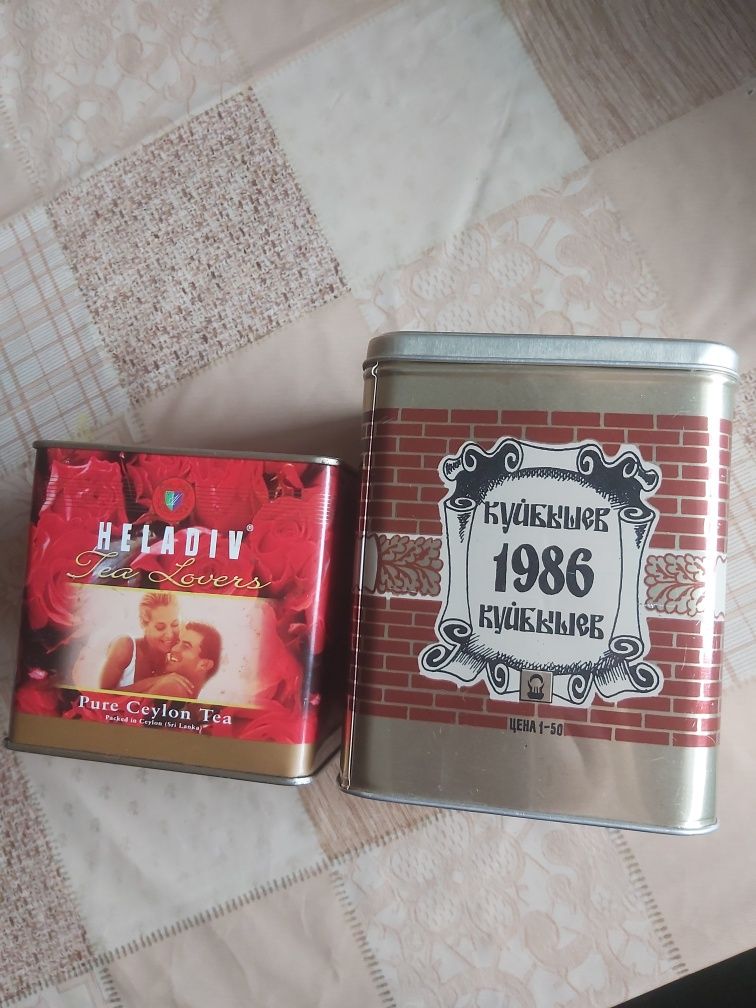 HELADIV®
Tea Lovers
Pure Ceylon Tea
Packed in Ceylon (Sri Lanka)
КУЙБЫШЕВ
1986
КУЙБЫШЕВ
ЦЕНА 1-50